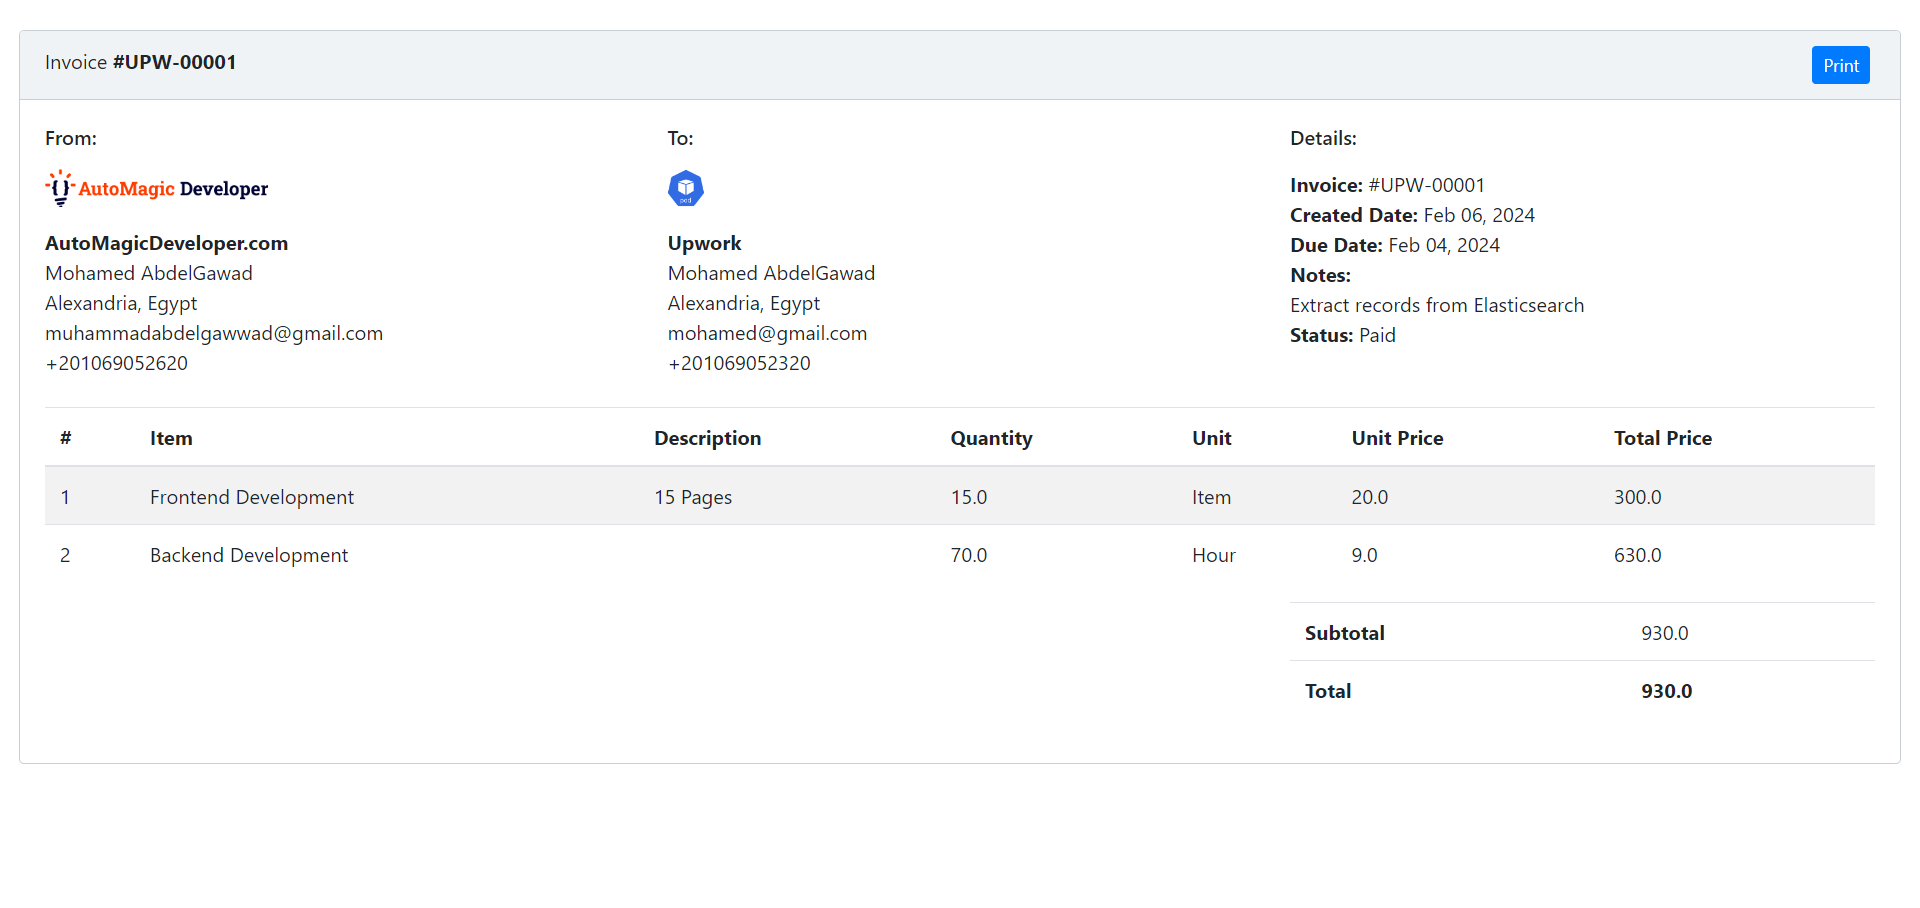 Invoice #UPW-00001
Print
From:
AutoMagic Developer
AutoMagicDeveloper.com
Mohamed AbdelGawad
Alexandria, Egypt
muhammadabdelgawwad@gmail.com
+201069052620
To:
pod
Upwork
Mohamed AbdelGawad
Alexandria, Egypt
mohamed@gmail.com
+201069052320
Details:
Invoice: #UPW-00001
Created Date: Feb 06, 2024
Due Date: Feb 04, 2024
Notes:
Extract records from Elasticsearch
Status: Paid
# Item Description Quantity Unit Unit Price Total Price
1 Frontend Development 15 Pages 15.0 Item 20.0 300.0
2 Backend Development 70.0 Hour 9.0 630.0
Subtotal 930.0
Total 930.0